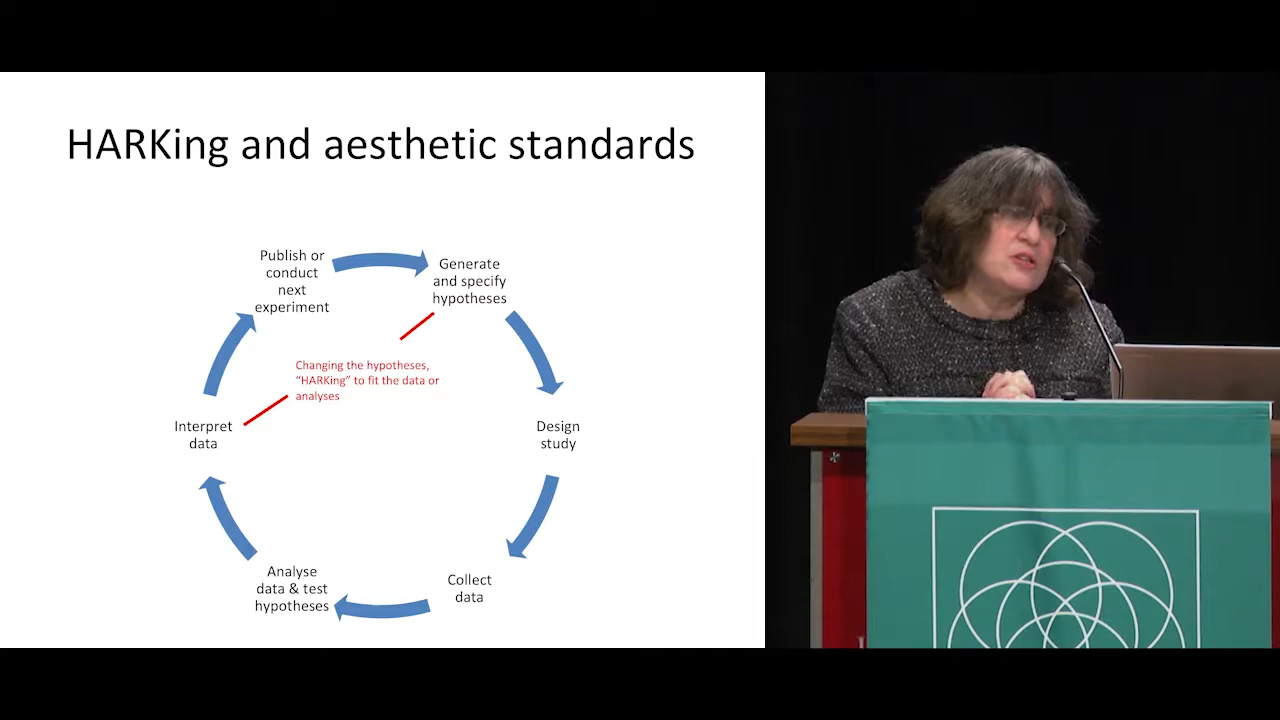 HARKing and aesthetic standards
Publish or
conduct
next
experiment
Generate
and specify
hypotheses
Changing the hypotheses,
“HARKing” to fit the data or
analyses
Interpret
data
Design
study
Analyse
data & test
hypotheses
Collect
data